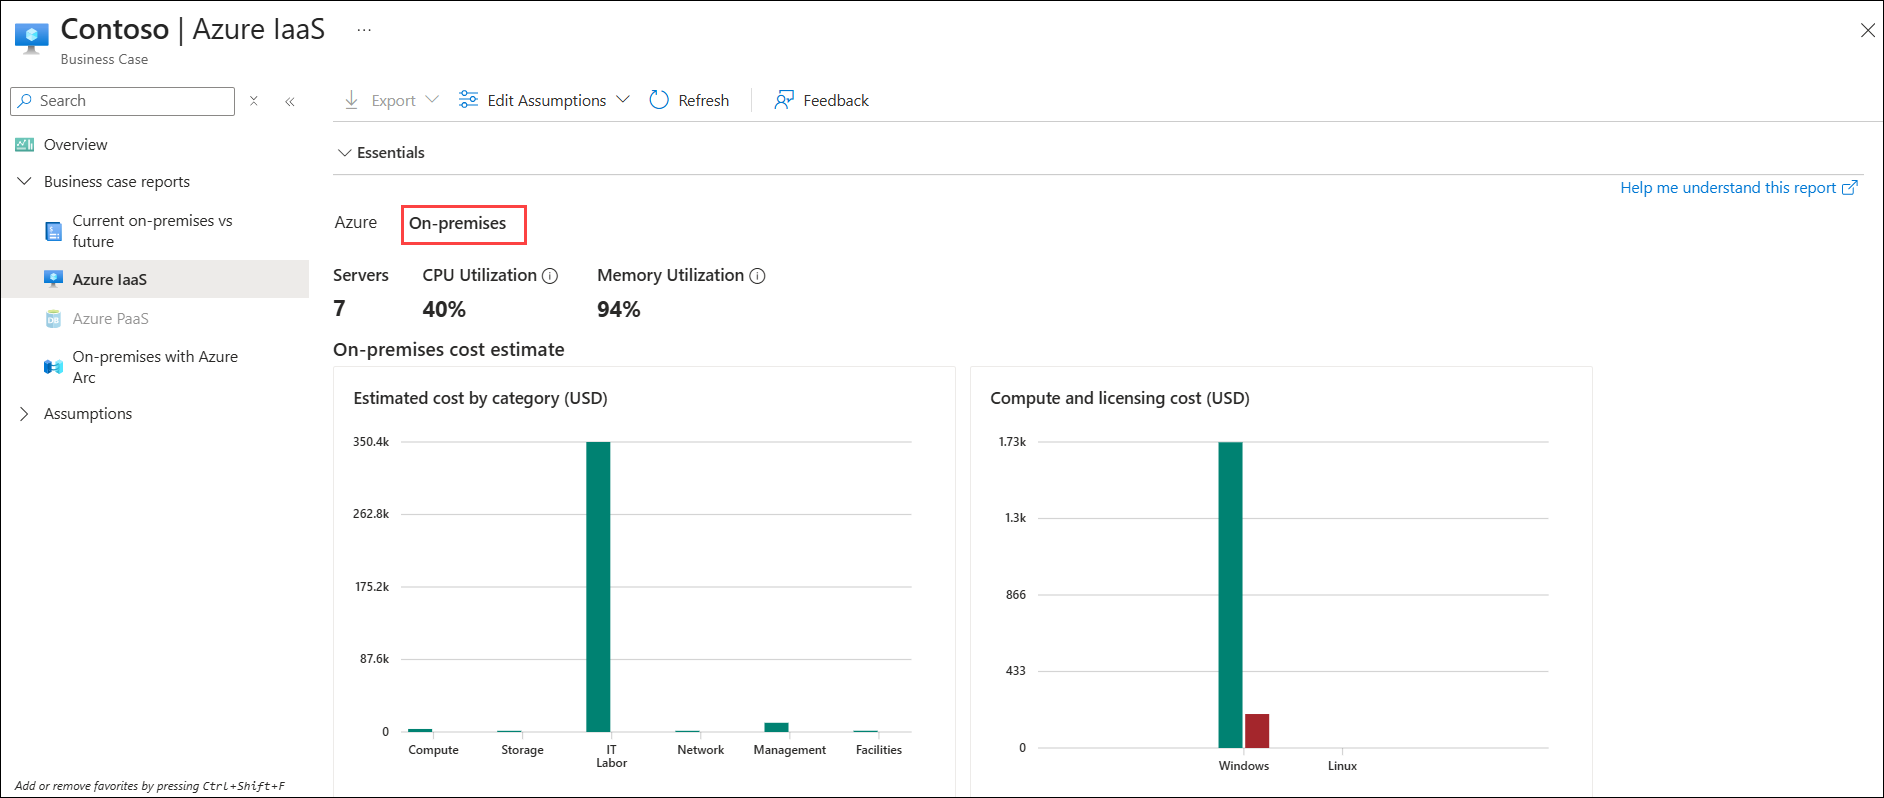 Contoso | Azure IaaS ...
Business Case
Search
Export
Edit Assumptions
Refresh
Feedback
Overview
Business case reports
Current on-premises vs
future
Azure IaaS
Azure PaaS
On-premises with Azure
Arc
Assumptions
Add or remove favorites by pressing Ctrl+Shift+F
Essentials
Help me understand this report
Azure
On-premises
Servers
7
CPU Utilization
40%
Memory Utilization
94%
On-premises cost estimate
Estimated cost by category (USD)
350.4k
262.8k
175.2k
87.6k
0
Compute
Storage
IT
Labor
Network
Management
Facilities
Compute and licensing cost (USD)
1.73k
1.3k
866
433
0
Windows
Linux